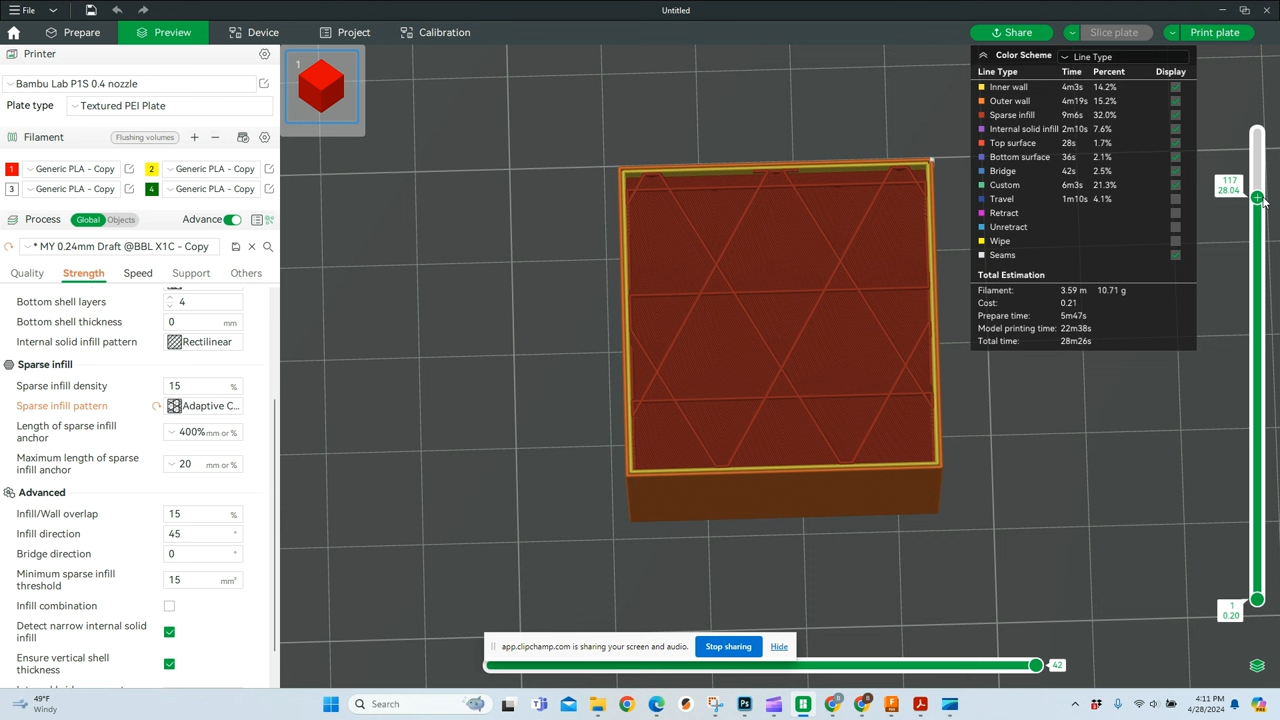 File
Untitled
Prepare
Preview
Device
Project
Calibration
Share
Slice plate
Print plate
Printer
Bambu Lab P1S 0.4 nozzle
Plate type
Textured PEI Plate
Filament
Flushing volumes
1 Generic PLA - Copy
2 Generic PLA - Copy
3 Generic PLA - Copy
4 Generic PLA - Copy
Process
Global
Objects
Advance
* MY 0.24mm Draft @BBL X1C - Copy
Quality
Strength
Speed
Support
Others
Bottom shell layers 4
Bottom shell thickness 0 mm
Internal solid infill pattern Rectilinear
Sparse infill
Sparse infill density 15 %
Sparse infill pattern Adaptive C...
Length of sparse infill
anchor
400% mm or %
Maximum length of sparse
infill anchor
20 mm or %
Advanced
Infill/Wall overlap 15 %
Infill direction 45 °
Bridge direction 0 °
Minimum sparse infill
threshold
15 mm²
Infill combination
Detect narrow internal solid
infill
Ensure vertical shell
thickness
1
Color Scheme Line Type
Line Type Time Percent Display
Inner wall 4m3s 14.2%
Outer wall 4m19s 15.2%
Sparse infill 9m6s 32.0%
Internal solid infill 2m10s 7.6%
Top surface 28s 1.7%
Bottom surface 36s 2.1%
Bridge 42s 2.5%
Custom 6m3s 21.3%
Travel 1m10s 4.1%
Retract
Unretract
Wipe
Seams
Total Estimation
Filament: 3.59 m 10.71 g
Cost: 0.21
Prepare time: 5m47s
Model printing time: 22m38s
Total time: 28m26s
117
28.04
1
0.20
app.clipchamp.com is sharing your screen and audio.
Stop sharing
Hide
42
49°F
Windy
Search
4:11 PM
4/28/2024